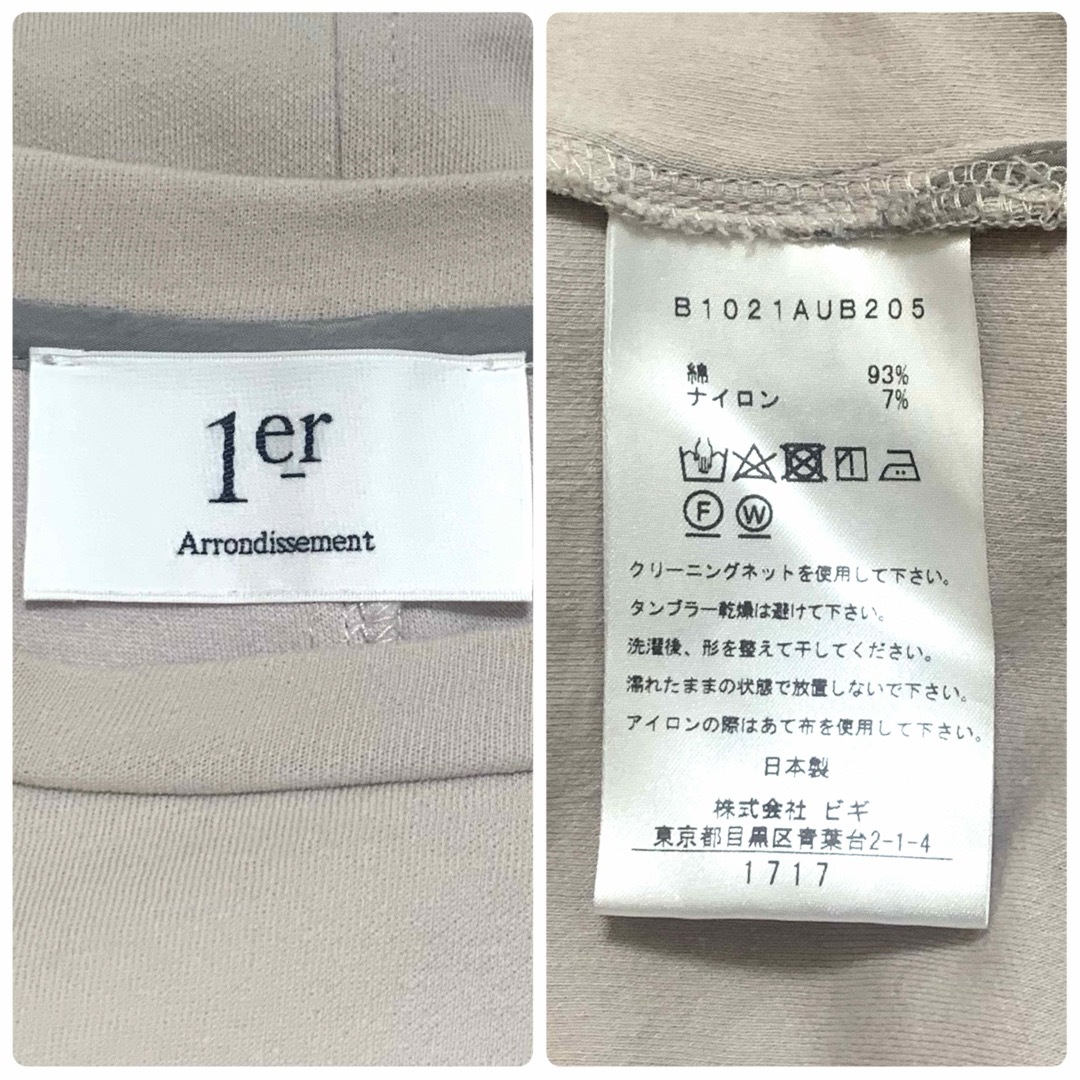 1er
Arrondissement
B1021AUB205
綿 93%
ナイロン 7%
F W
クリーニングネットを使用して下さい。
タンブラー乾燥は避けて下さい。
洗濯後、形を整えて干してください。
濡れたままの状態で放置しないで下さい。
アイロンの際はあて布を使用して下さい。
日本製
株式会社 ビギ
東京都目黒区青葉台2-1-4
1717